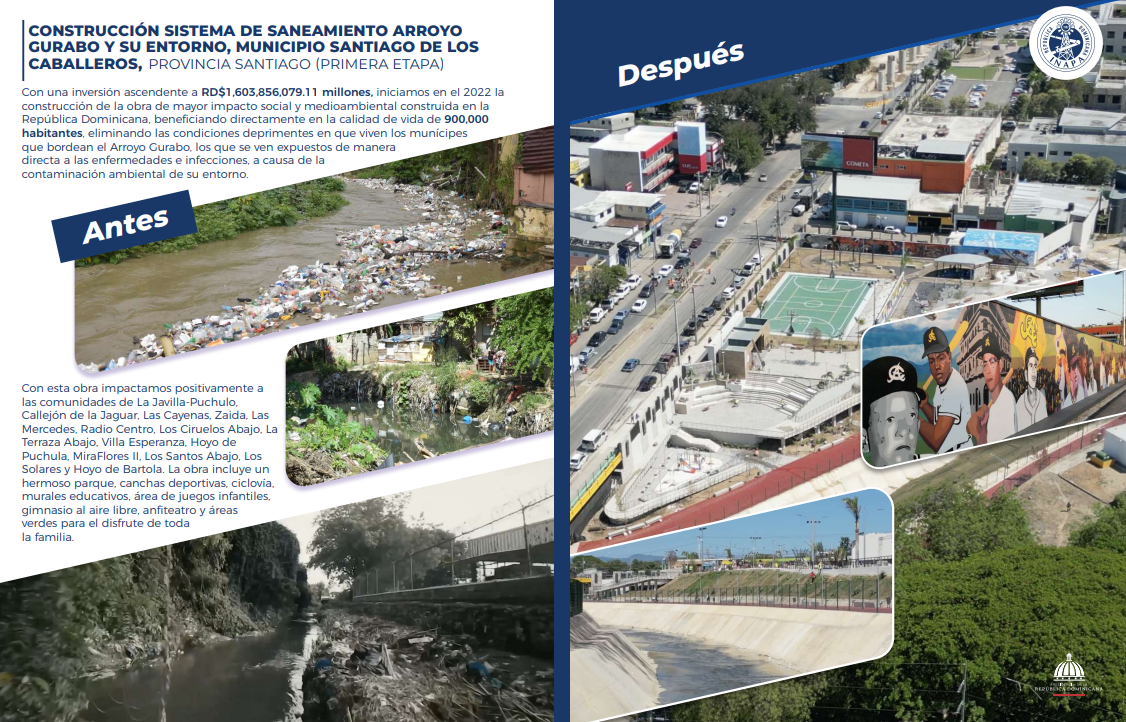 CONSTRUCCIÓN SISTEMA DE SANEAMIENTO ARROYO
GURABO Y SU ENTORNO, MUNICIPIO SANTIAGO DE LOS
CABALLEROS, PROVINCIA SANTIAGO (PRIMERA ETAPA)
Con una inversión ascendente a RD$1,603,856,079.11 millones, iniciamos en el 2022 la
construcción de la obra de mayor impacto social y medioambiental construida en la
República Dominicana, beneficiando directamente en la calidad de vida de 900,000
habitantes, eliminando las condiciones deprimentes en que viven los munícipes
que bordean el Arroyo Gurabo, los que se ven expuestos de manera
directa a las enfermedades e infecciones, a causa de la
contaminación ambiental de su entorno.
Antes
Con esta obra impactamos positivamente a
las comunidades de La Javilla-Puchulo,
Callejón de la Jaguar, Las Cayenas, Zaida, Las
Mercedes, Radio Centro, Los Ciruelos Abajo, La
Terraza Abajo, Villa Esperanza, Hoyo de
Puchula, MiraFlores II, Los Santos Abajo, Los
Solares y Hoyo de Bartola. La obra incluye un
hermoso parque, canchas deportivas, ciclovía,
murales educativos, área de juegos infantiles,
gimnasio al aire libre, anfiteatro y áreas
verdes para el disfrute de toda
la familia.
Después
REPÚBLICA DOMINICANA
INAPA
COMETA
REPÚBLICA DOMINICANA